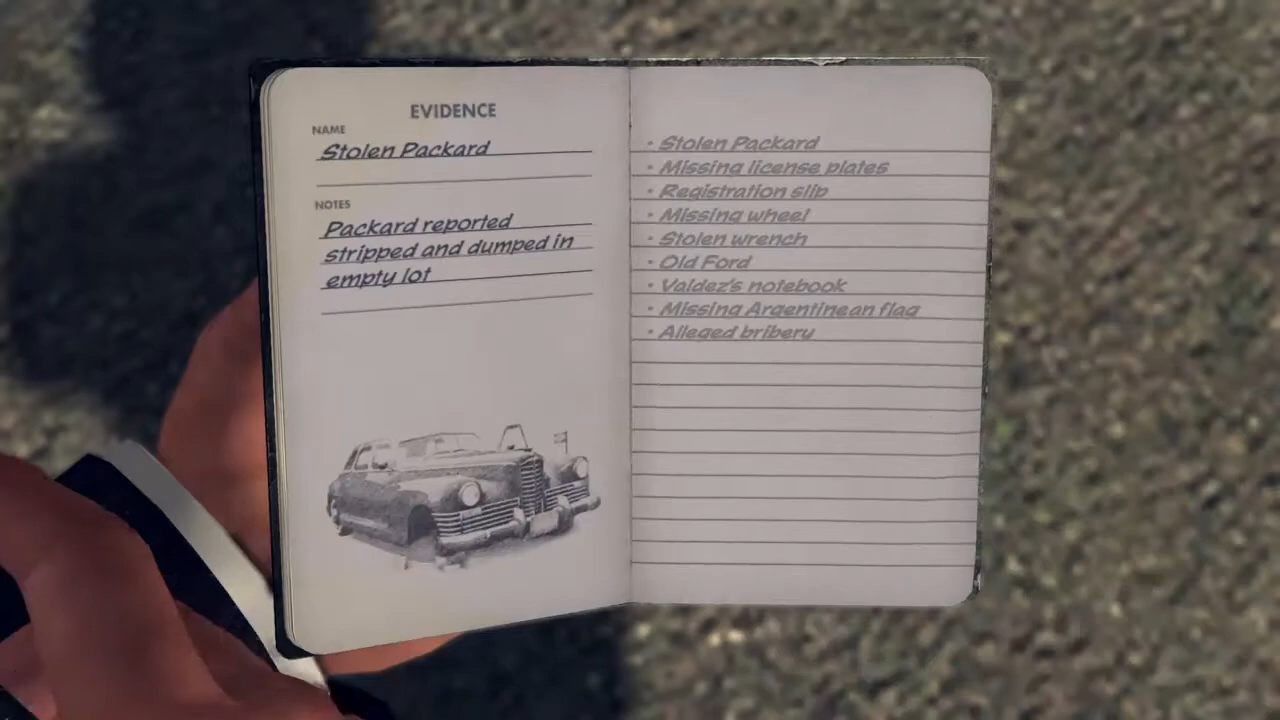 EVIDENCE
NAME
Stolen Packard
NOTES
Packard reported
stripped and dumped in
empty lot
• Stolen Packard
• Missing license plates
• Registration slip
• Missing wheel
• Stolen wrench
• Old Ford
• Valdez's notebook
• Missing Argentinean flag
• Alleged bribery